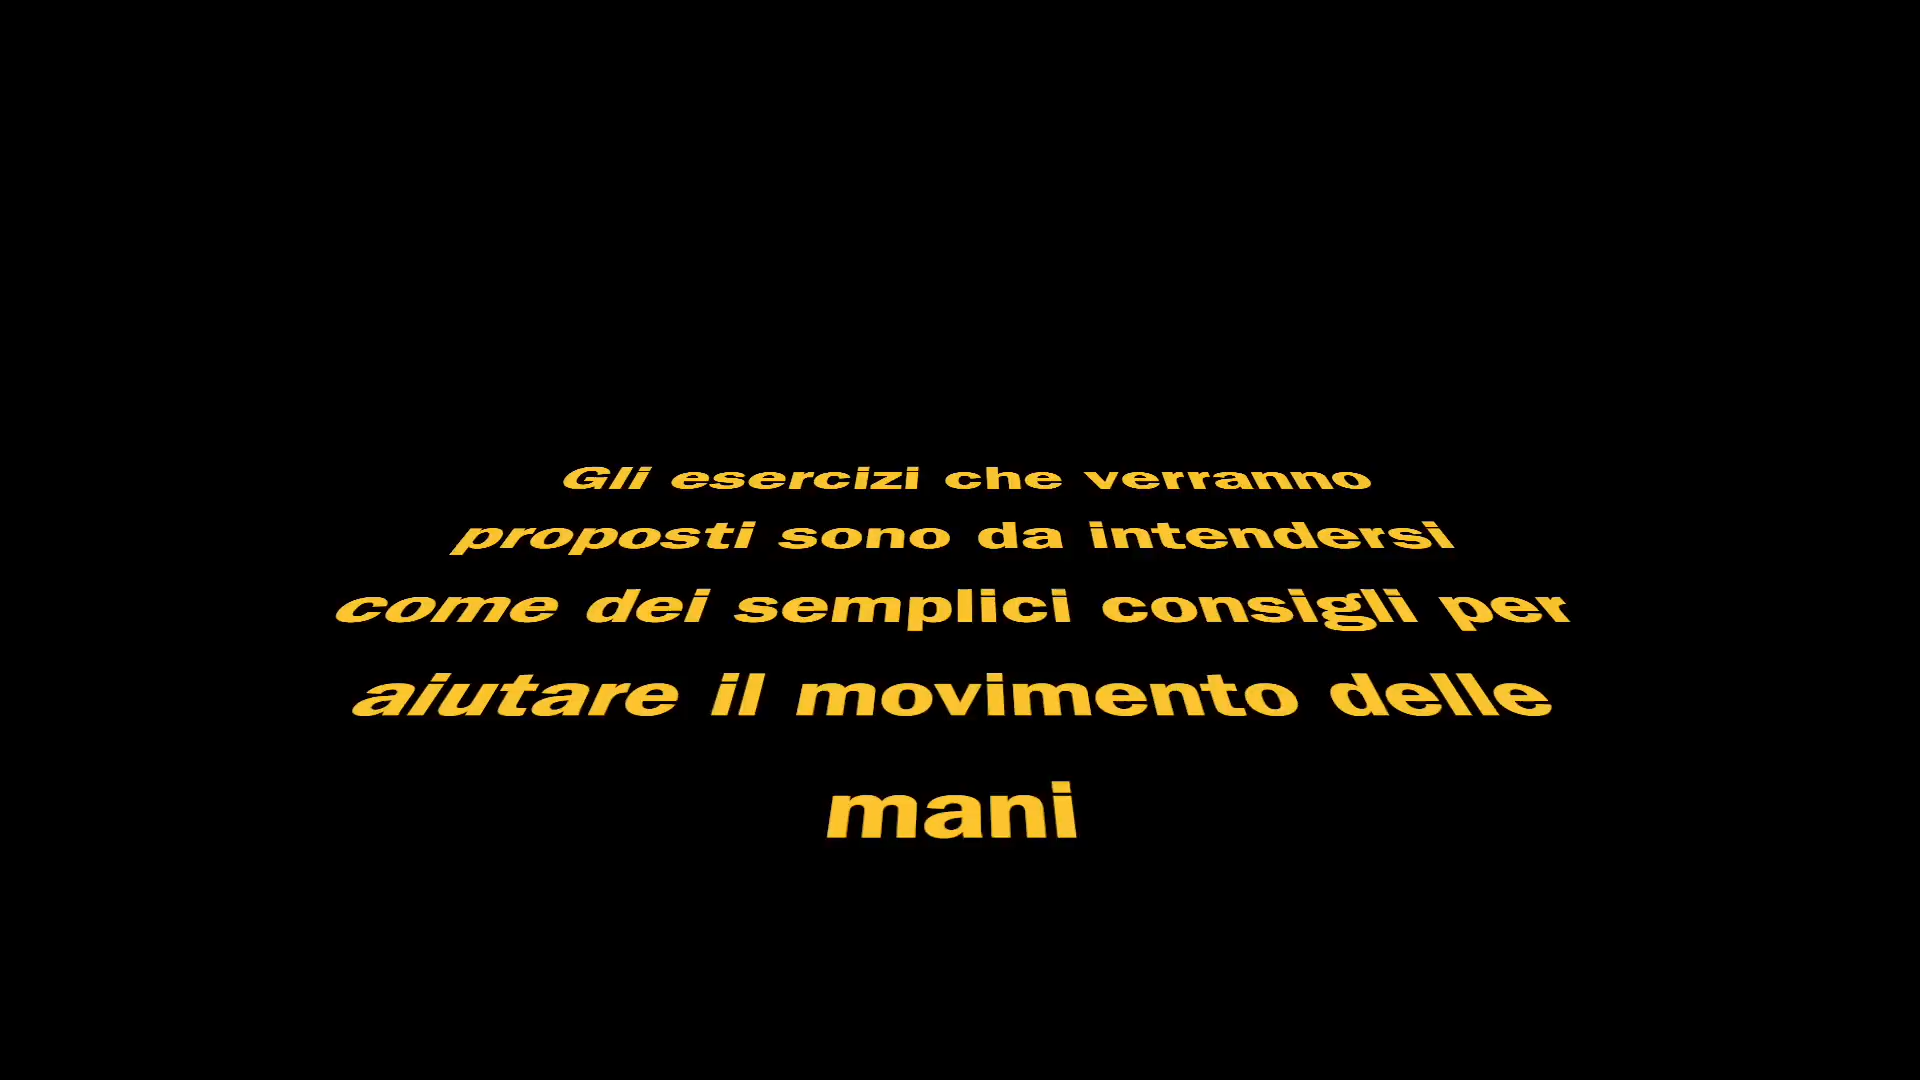 Gli esercizi che verranno
proposti sono da intendersi
come dei semplici consigli per
aiutare il movimento delle
mani